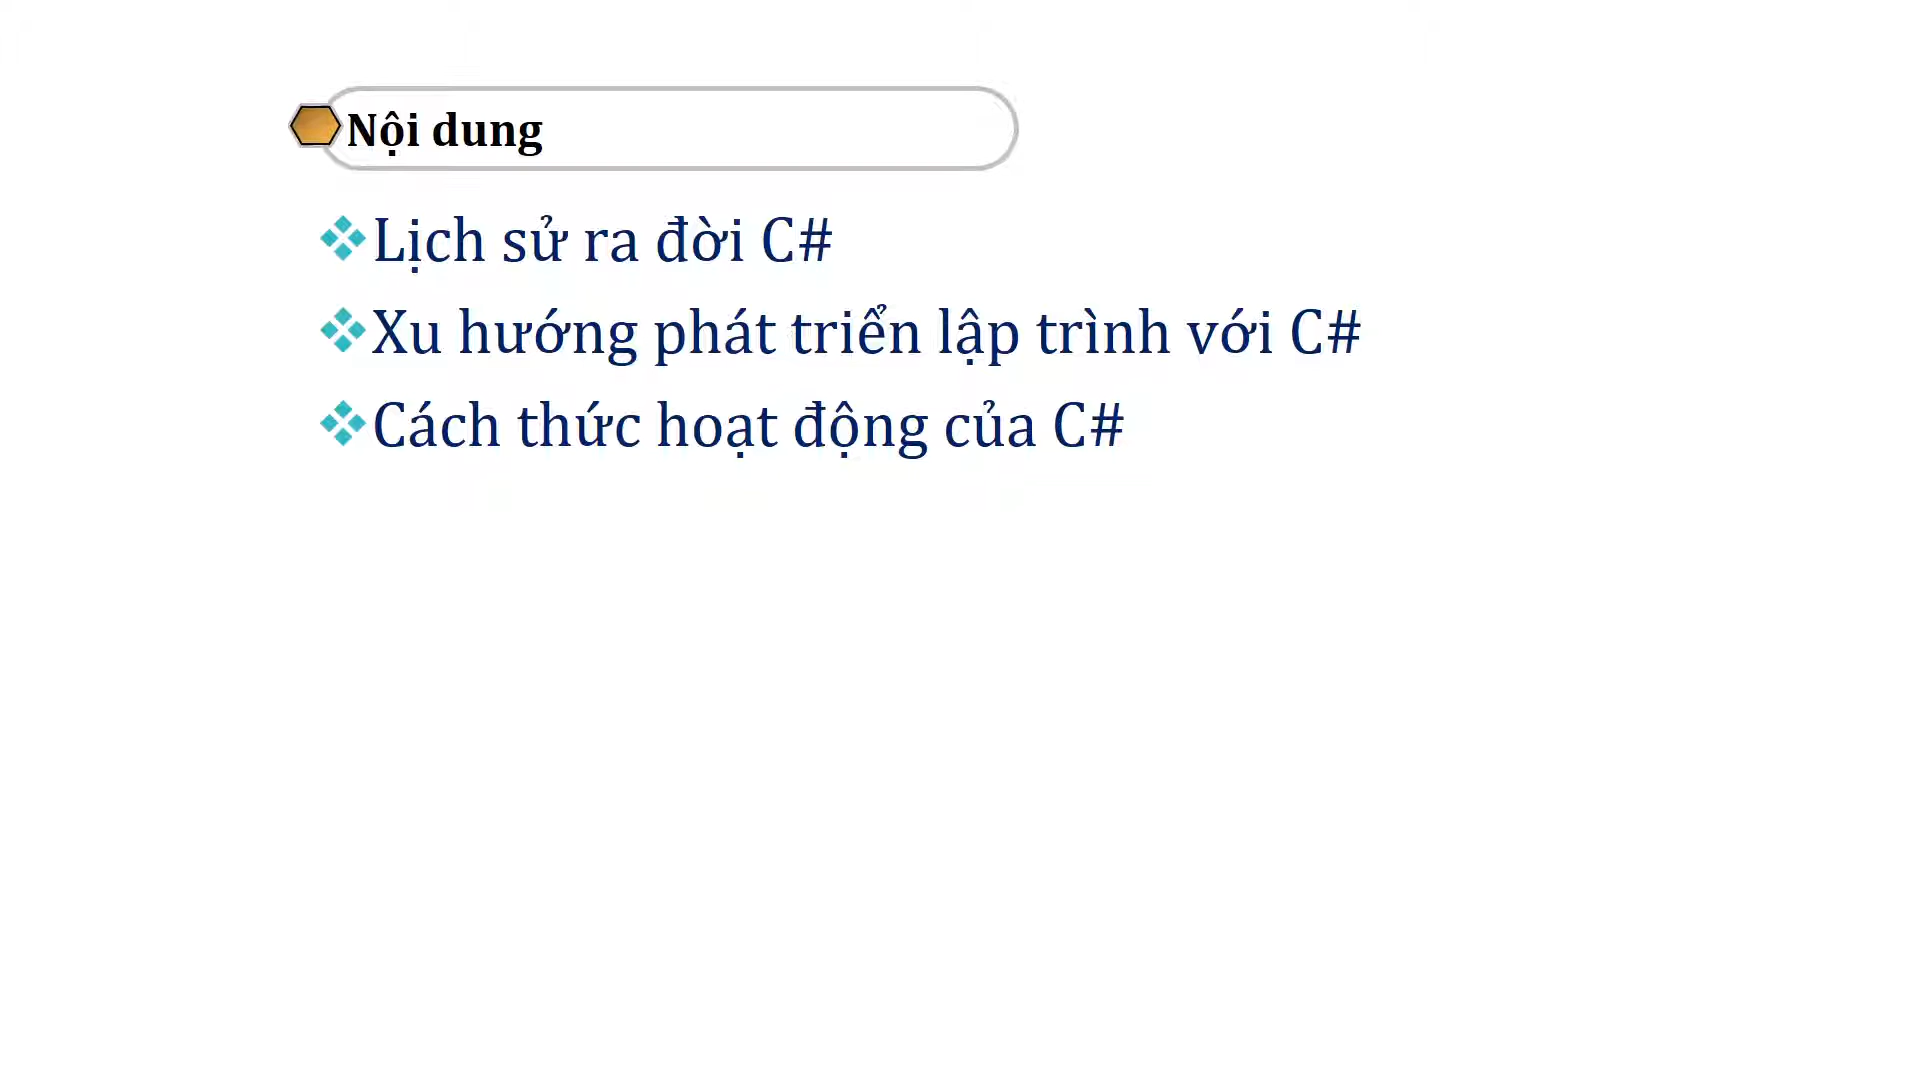 Nội dung
Lịch sử ra đời C#
Xu hướng phát triển lập trình với C#
Cách thức hoạt động của C#